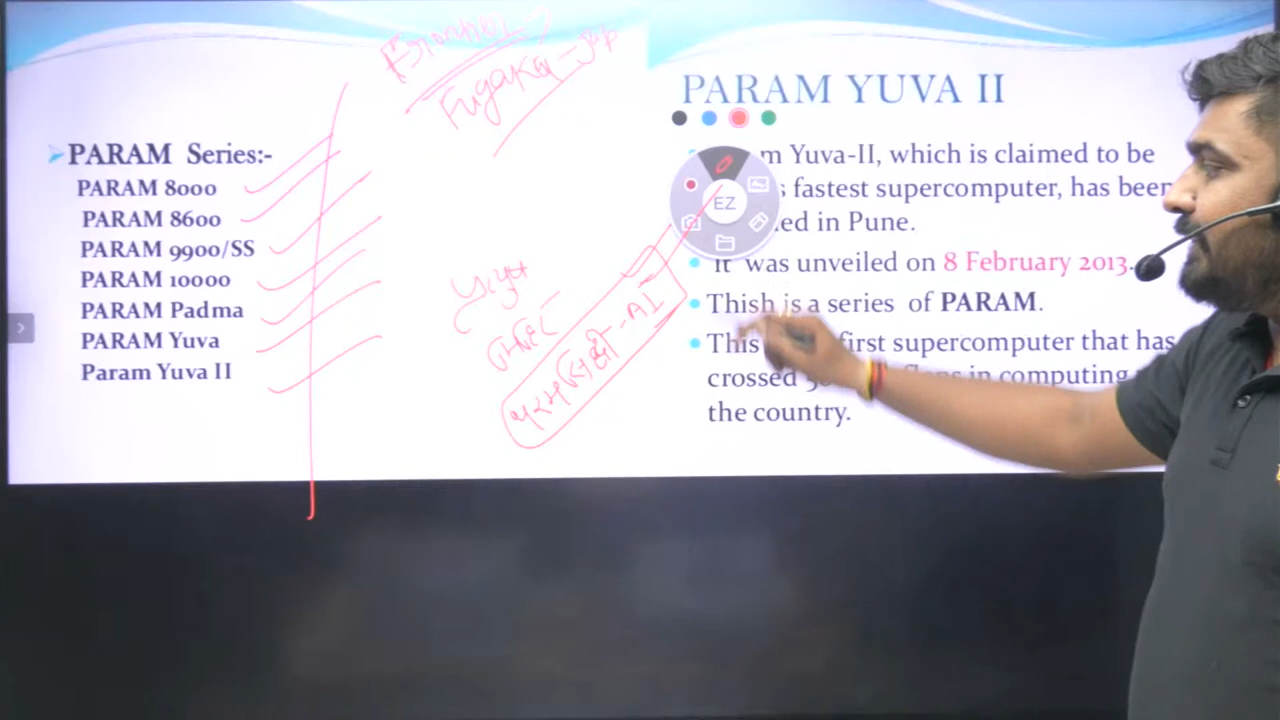 PARAM Series:-
PARAM 8000
PARAM 8600
PARAM 9900/SS
PARAM 10000
PARAM Padma
PARAM Yuva
Param Yuva II
Fugaku - जाप
परमसिद्धि - AI
PARAM YUVA II
m Yuva-II, which is claimed to be
s fastest supercomputer, has been
ed in Pune.
It was unveiled on 8 February 2013.
Thish is a series of PARAM.
This first supercomputer that has
crossed in computing
the country.
EZ